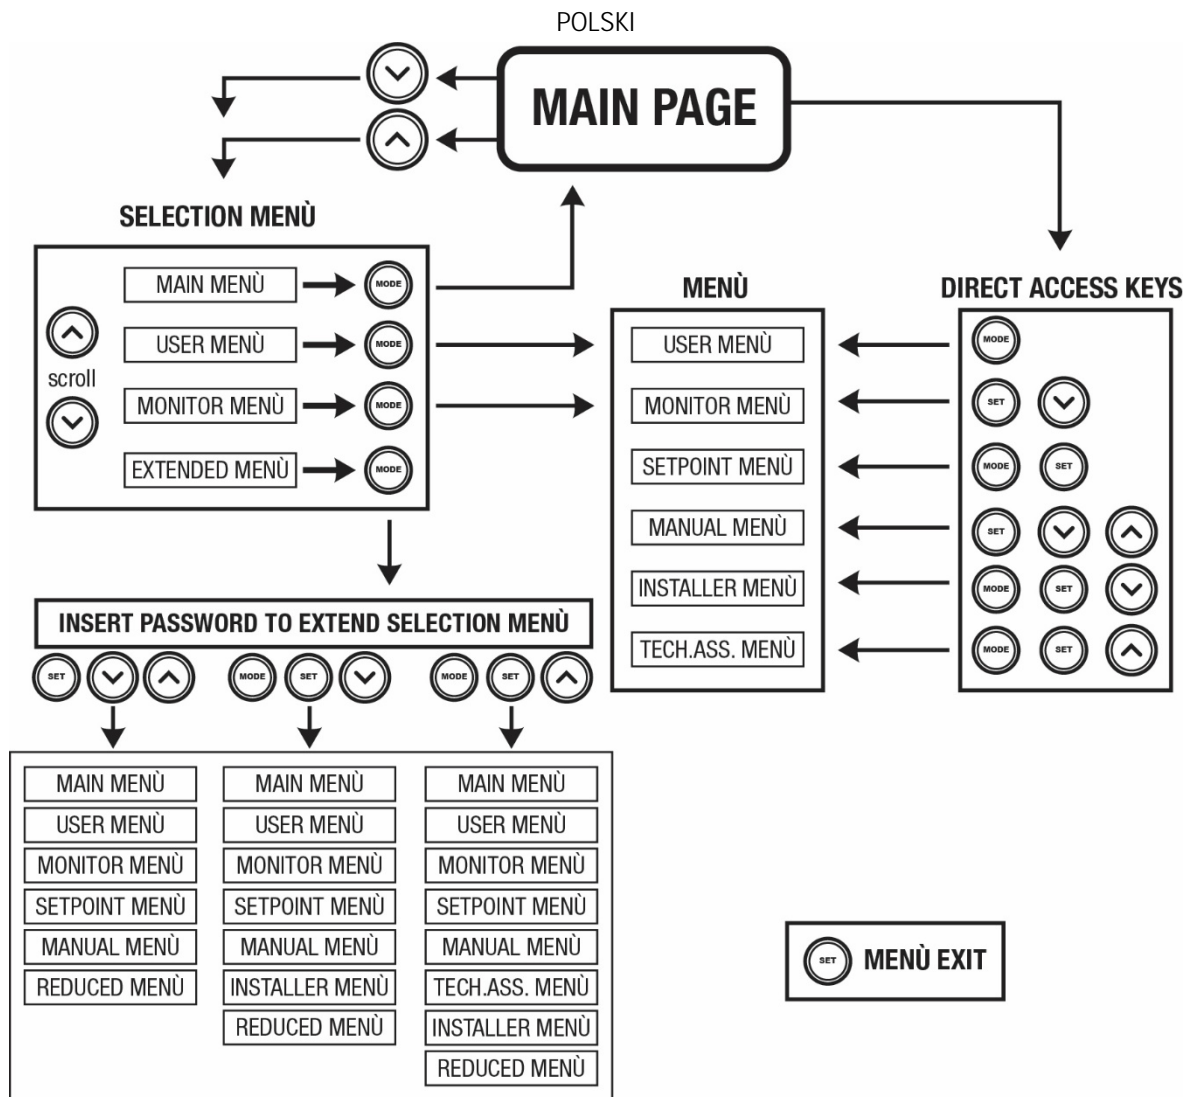 POLSKI
MAIN PAGE
SELECTION MENÙ
MAIN MENÙ MODE
USER MENÙ MODE
scroll
MONITOR MENÙ MODE
EXTENDED MENÙ MODE
MENÙ
USER MENÙ
MONITOR MENÙ
SETPOINT MENÙ
MANUAL MENÙ
INSTALLER MENÙ
TECH.ASS. MENÙ
DIRECT ACCESS KEYS
MODE
SET
MODE SET
SET
MODE SET
MODE SET
INSERT PASSWORD TO EXTEND SELECTION MENÙ
SET
MODE SET
MODE SET
MAIN MENÙ
USER MENÙ
MONITOR MENÙ
SETPOINT MENÙ
MANUAL MENÙ
REDUCED MENÙ
MAIN MENÙ
USER MENÙ
MONITOR MENÙ
SETPOINT MENÙ
MANUAL MENÙ
INSTALLER MENÙ
REDUCED MENÙ
MAIN MENÙ
USER MENÙ
MONITOR MENÙ
SETPOINT MENÙ
MANUAL MENÙ
TECH.ASS. MENÙ
INSTALLER MENÙ
REDUCED MENÙ
SET MENÙ EXIT